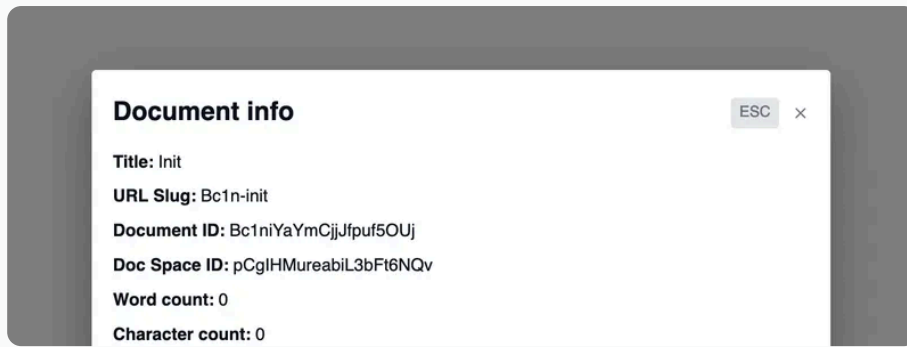 Document info
ESC ×
Title: Init
URL Slug: Bc1n-init
Document ID: Bc1niYaYmCjjJfpuf5OUj
Doc Space ID: pCgIHMureabiL3bFt6NQv
Word count: 0
Character count: 0